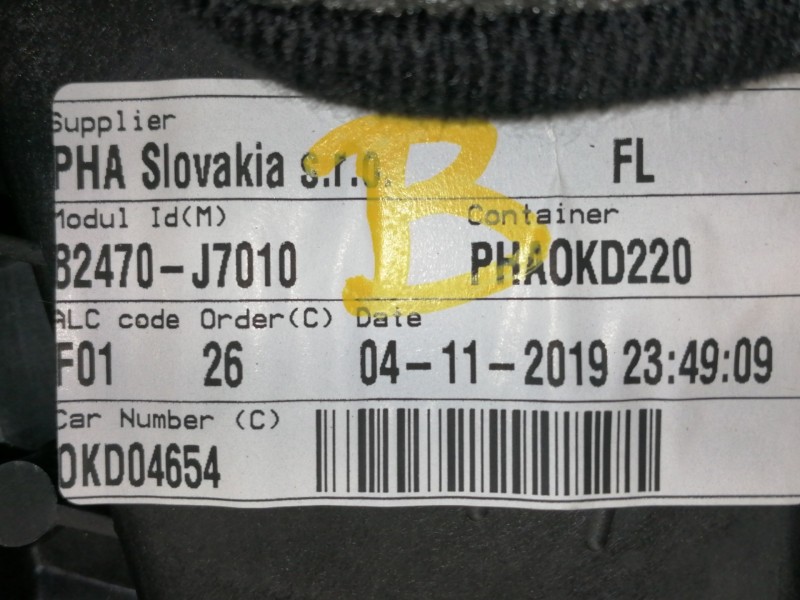 Supplier
PHA Slovakia s.r.o. FL
Modul Id(M) Container
82470-J7010 PHAOKD220
ALC code Order(C) Date
F01 26 04-11-2019 23:49:09
Car Number (C)
OKD04654
B